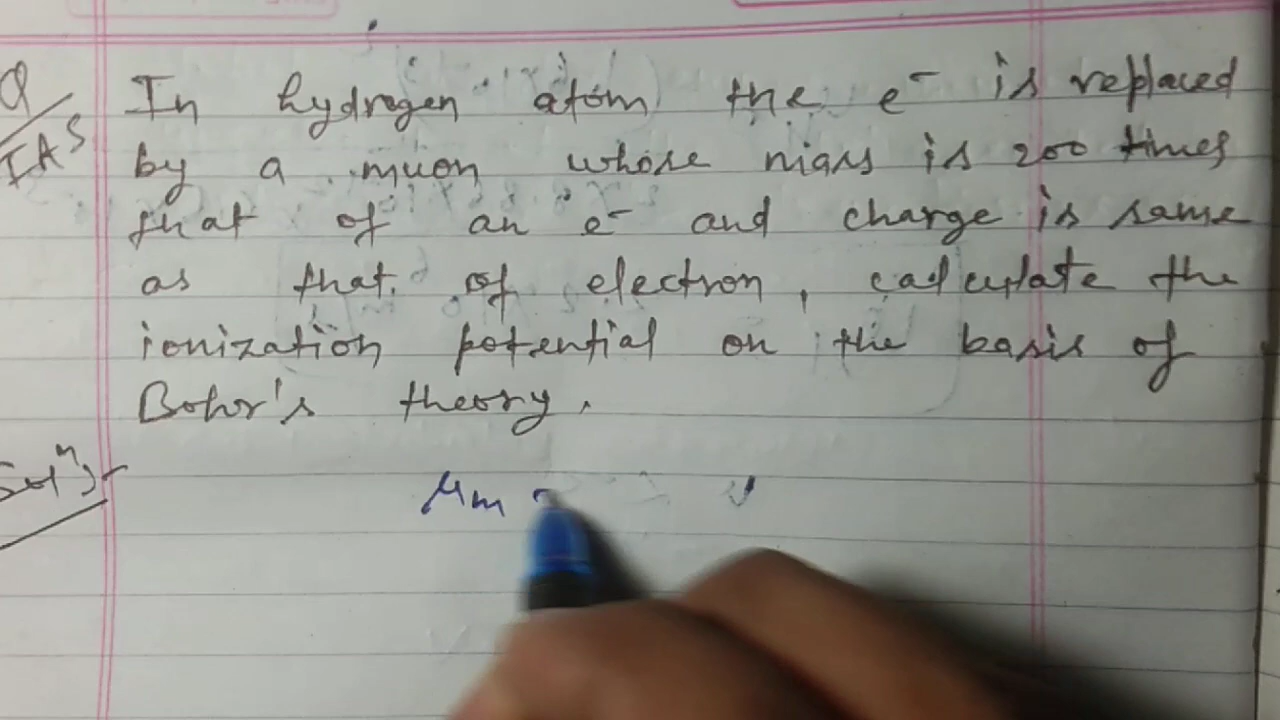 Q
IAS
In hydrogen atom the e⁻ is replaced
by a muon whose mass is 200 times
that of an e⁻ and charge is same
as that of electron, calculate the
ionization potential on the basis of
Bohr's theory.
Solⁿ:-
μm